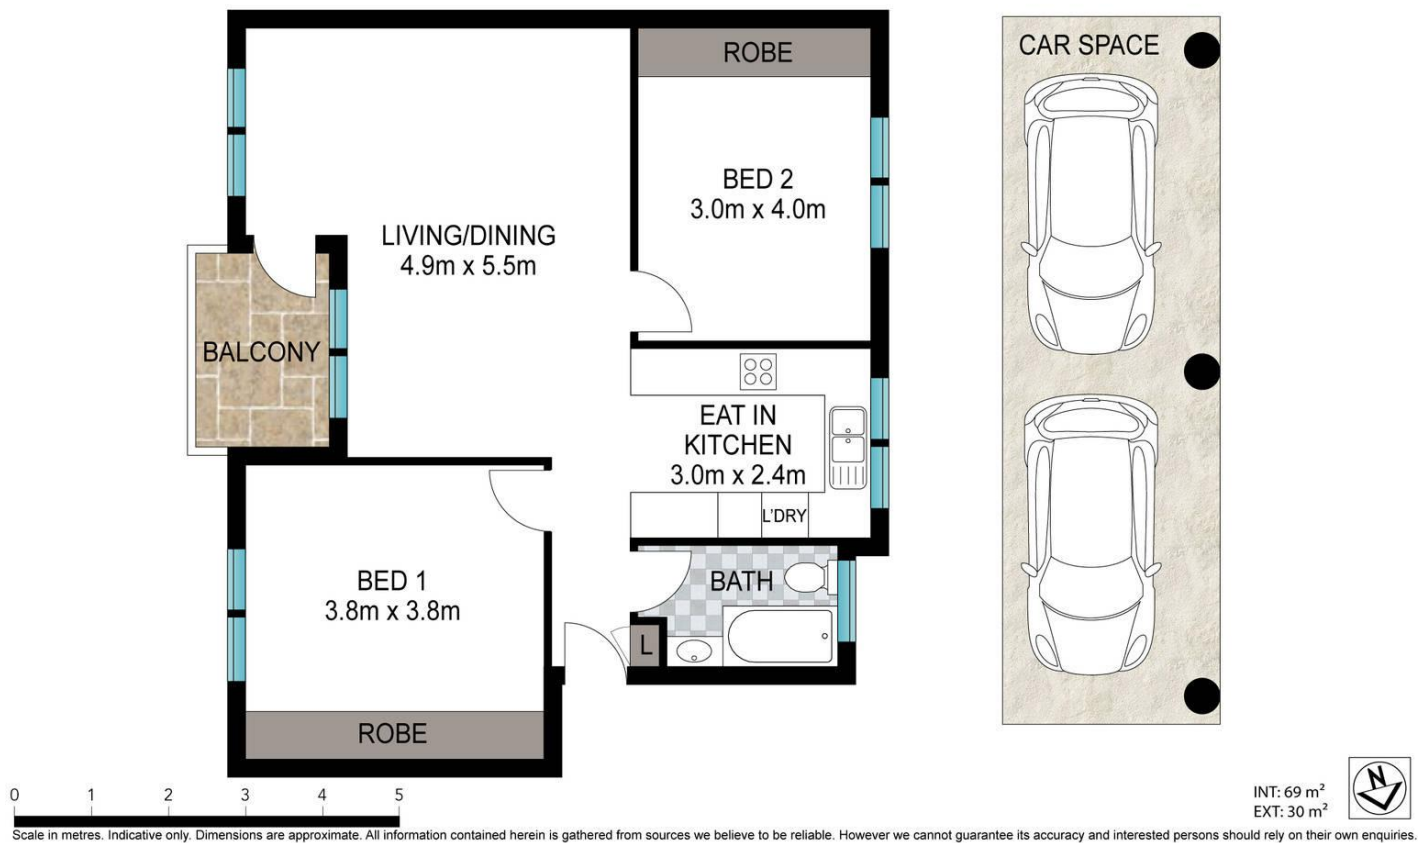 ROBE
CAR SPACE
BED 2
3.0m x 4.0m
LIVING/DINING
4.9m x 5.5m
BALCONY
EAT IN
KITCHEN
3.0m x 2.4m
L'DRY
BED 1
3.8m x 3.8m
BATH
L
ROBE
0 1 2 3 4 5
INT: 69 m²
EXT: 30 m²
N
Scale in metres. Indicative only. Dimensions are approximate. All information contained herein is gathered from sources we believe to be reliable. However we cannot guarantee its accuracy and interested persons should rely on their own enquiries.